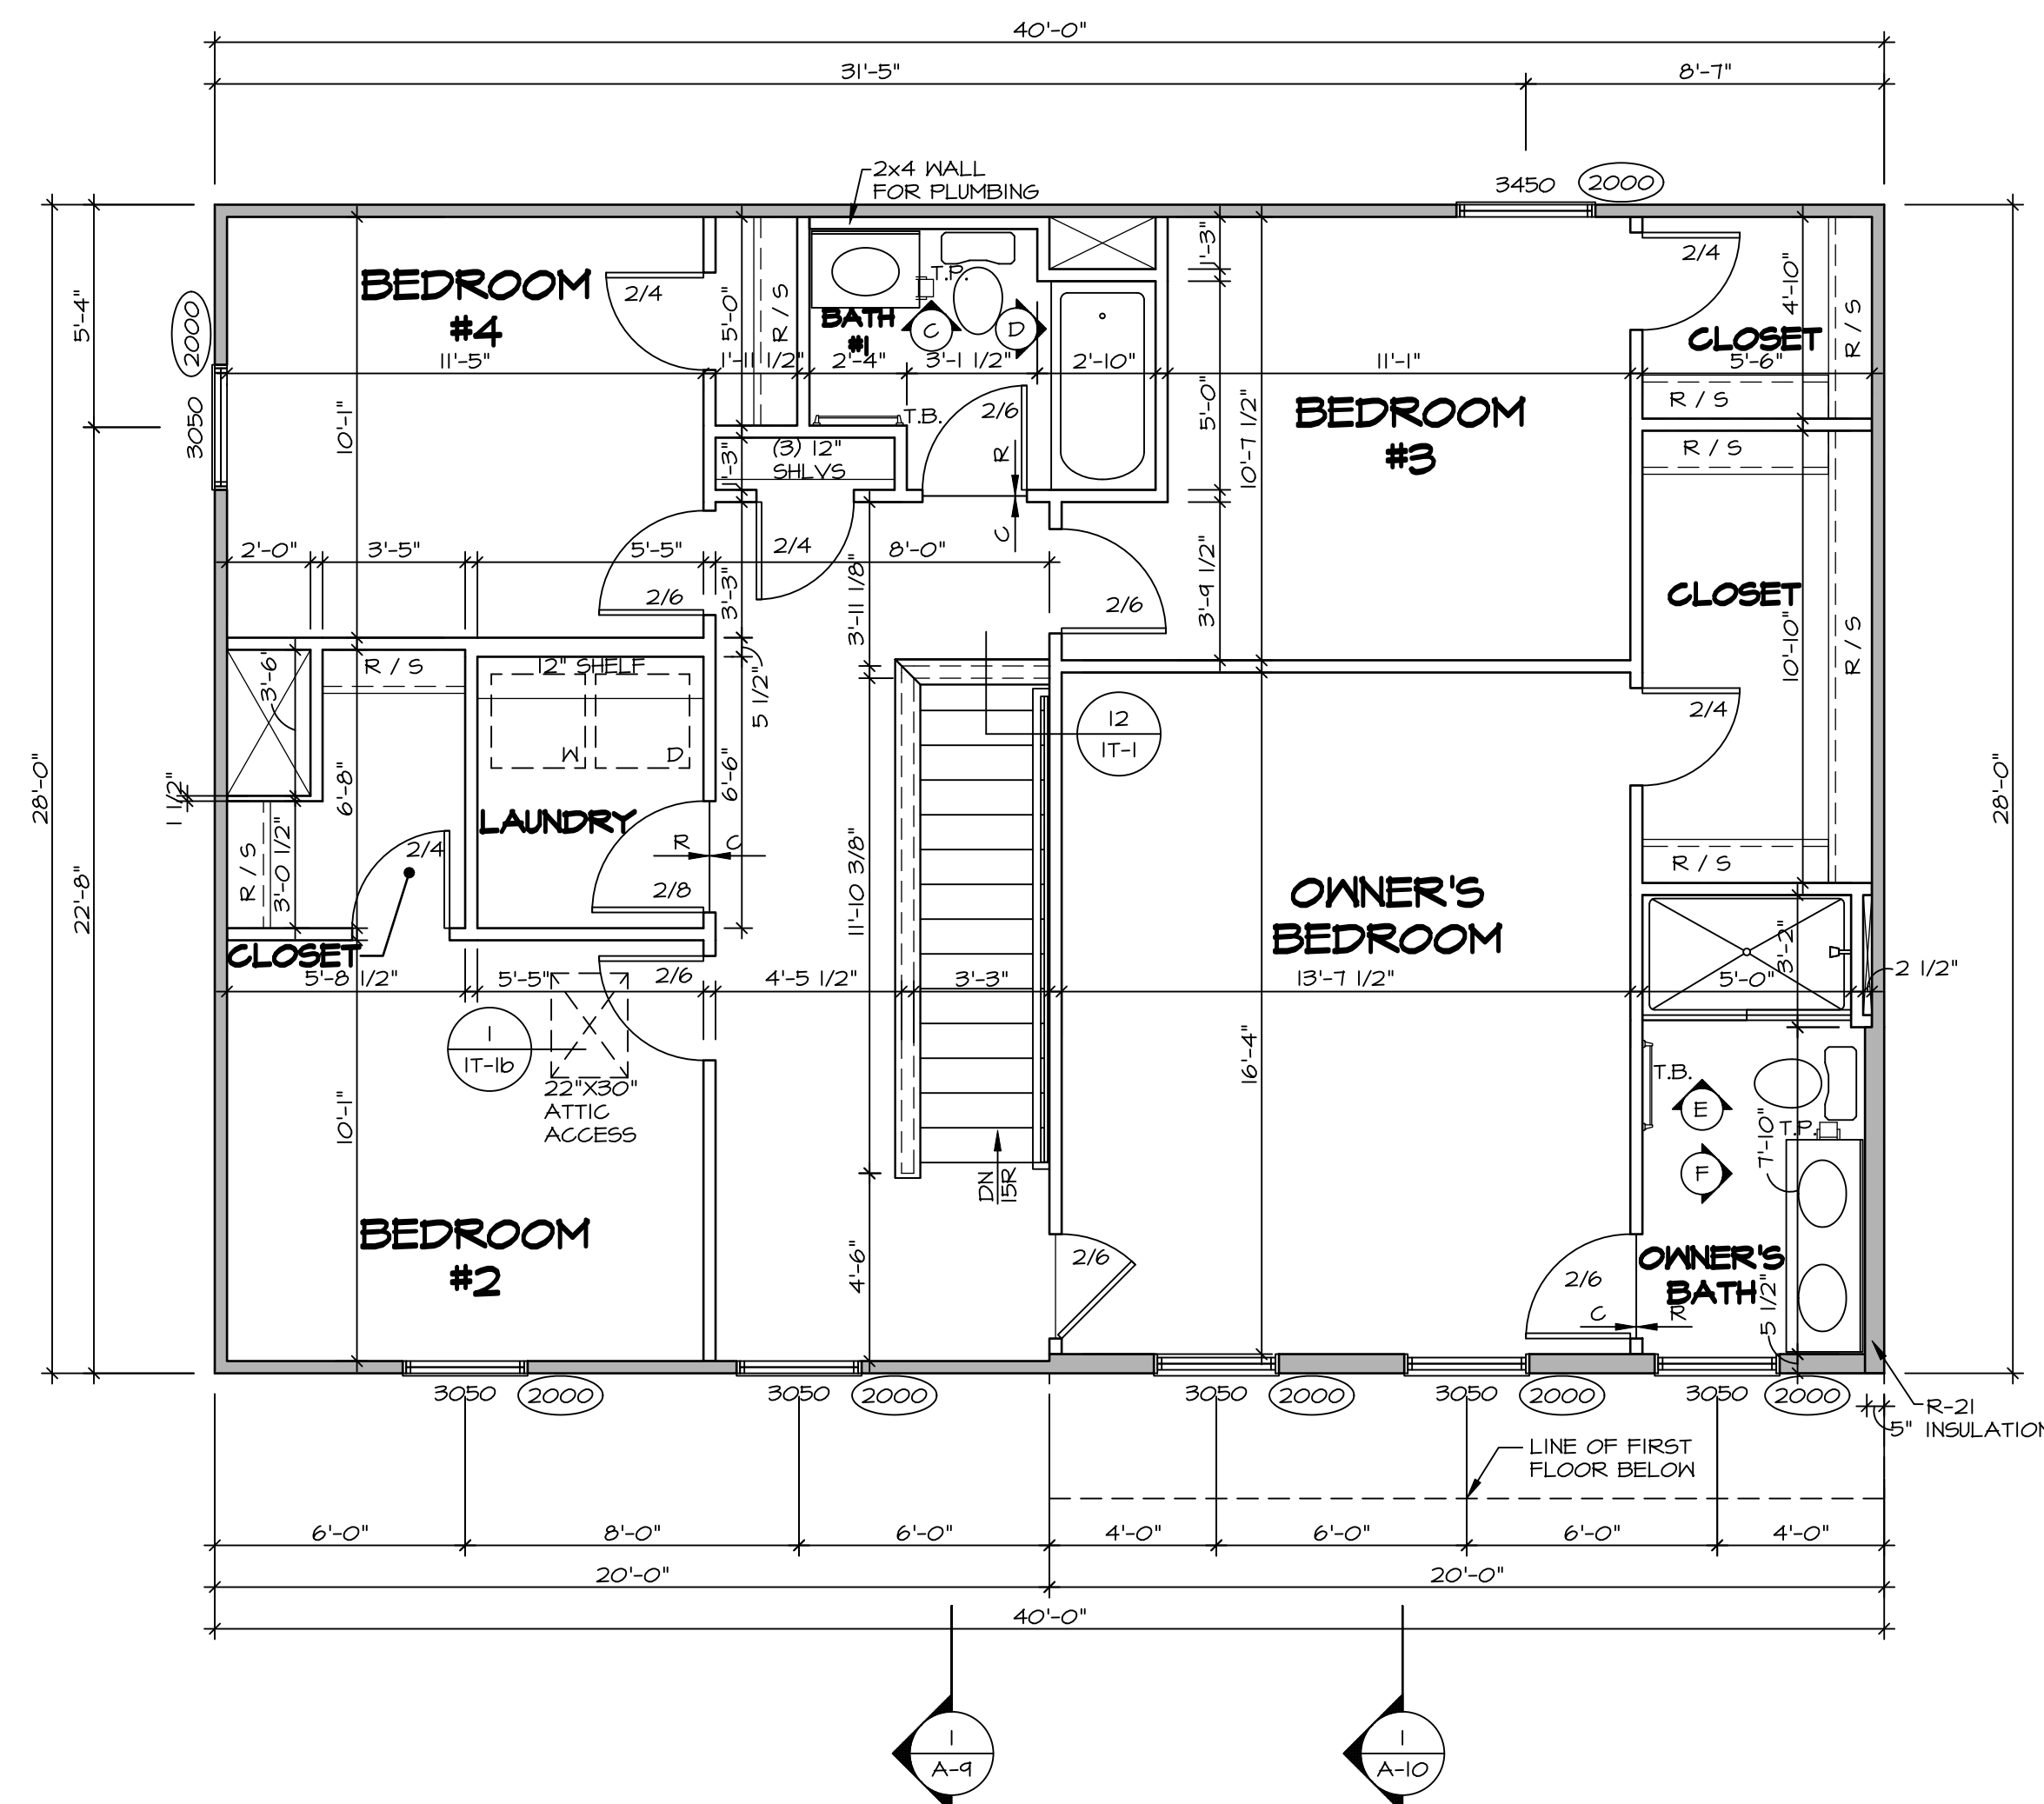 40'-0"
31'-5"
8'-7"
2x4 WALL
FOR PLUMBING
3450
2000
5'-4"
2000
3050
BEDROOM
#4
2/4
11'-5"
10'-1"
5'-0"
R / S
1'-11 1/2"
T.P.
BATH
#1
C
D
2'-4"
3'-1 1/2"
2'-10"
T.B.
2/6
R
C
1'-3"
5'-0"
10'-7 1/2"
3'-9 1/2"
11'-1"
BEDROOM
#3
2/4
4'-10"
R / S
CLOSET
5'-6"
R / S
R / S
1'-3"
(3) 12"
SHLVS
2'-0"
3'-5"
5'-5"
2/4
8'-0"
2/6
3'-3"
3'-11 1/8"
2/6
CLOSET
10'-10"
R / S
3'-6"
R / S
12" SHELF
5 1/2"
W
D
12
1T-1
2/4
28'-0"
22'-8"
1 1/2"
6'-8"
6'-6"
LAUNDRY
R
C
28'-0"
R / S
3'-0 1/2"
2/4
2/8
11'-10 3/8"
R / S
OWNER'S
BEDROOM
CLOSET
5'-8 1/2"
5'-5"
2/6
4'-5 1/2"
3'-3"
13'-7 1/2"
5'-0"
3'-2"
2 1/2"
1
1T-16
22"X30"
ATTIC
ACCESS
10'-1"
16'-4"
T.B.
E
T.P.
7'-10"
F
DN
15R
BEDROOM
#2
4'-6"
2/6
2/6
C
R
OWNER'S
BATH
5 1/2"
3050
2000
3050
2000
3050
2000
3050
2000
3050
2000
R-21
5" INSULATION
LINE OF FIRST
FLOOR BELOW
6'-0"
8'-0"
6'-0"
4'-0"
6'-0"
6'-0"
4'-0"
20'-0"
20'-0"
40'-0"
1
A-9
1
A-10